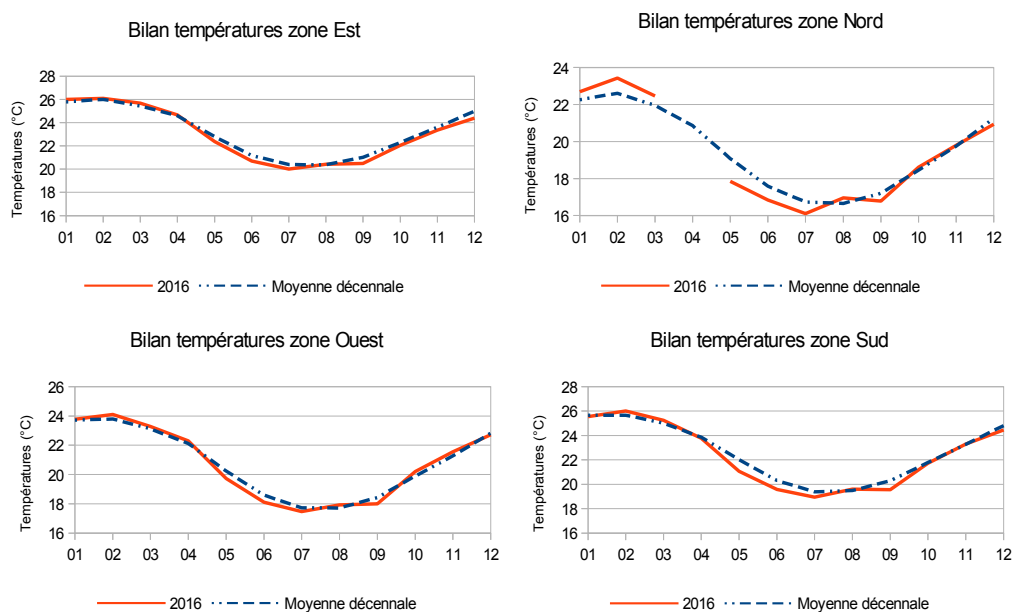 Bilan températures zone Est
Températures (°C)
28
26
24
22
20
18
16
01 02 03 04 05 06 07 08 09 10 11 12
2016 Moyenne décennale
Bilan températures zone Nord
Températures (°C)
24
22
20
18
16
01 02 03 04 05 06 07 08 09 10 11 12
2016 Moyenne décennale
Bilan températures zone Ouest
Températures (°C)
26
24
22
20
18
16
01 02 03 04 05 06 07 08 09 10 11 12
2016 Moyenne décennale
Bilan températures zone Sud
Températures (°C)
28
26
24
22
20
18
16
01 02 03 04 05 06 07 08 09 10 11 12
2016 Moyenne décennale